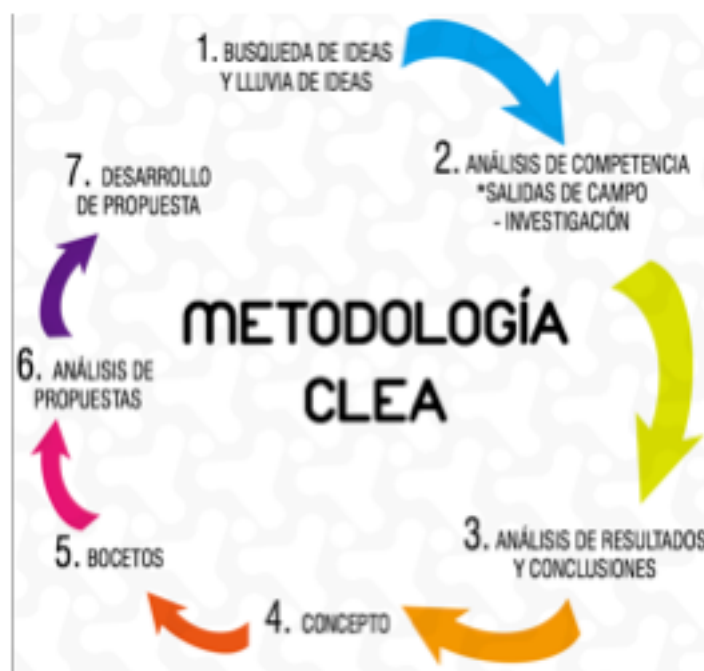 1. BUSQUEDA DE IDEAS
Y LLUVIA DE IDEAS
2. ANÁLISIS DE COMPETENCIA
*SALIDAS DE CAMPO
- INVESTIGACIÓN
3. ANÁLISIS DE RESULTADOS
Y CONCLUSIONES
4. CONCEPTO
5. BOCETOS
6. ANÁLISIS DE
PROPUESTAS
7. DESARROLLO
DE PROPUESTA
METODOLOGÍA
CLEA